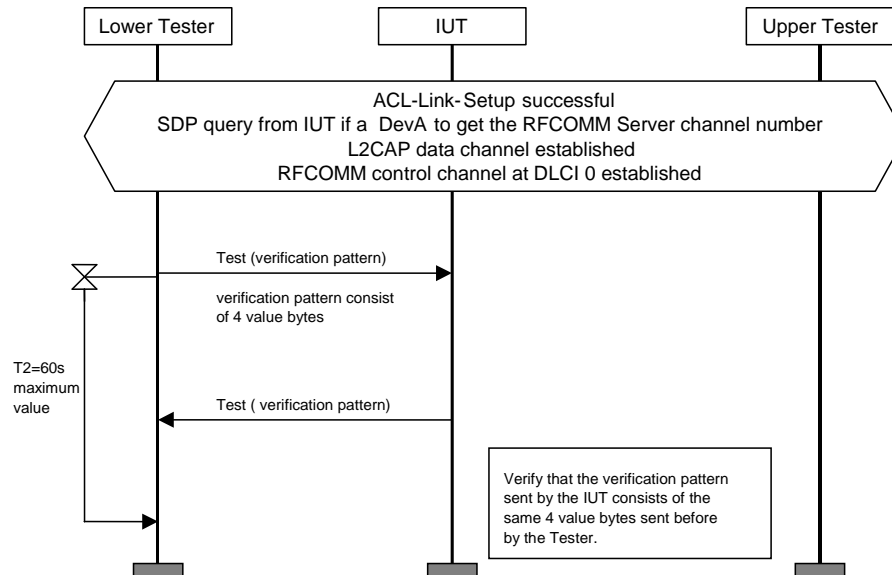 Lower Tester
IUT
Upper Tester
ACL-Link-Setup successful
SDP query from IUT if a DevA to get the RFCOMM Server channel number
L2CAP data channel established
RFCOMM control channel at DLCI 0 established
Test (verification pattern)
verification pattern consist
of 4 value bytes
T2=60s
maximum
value
Test ( verification pattern)
Verify that the verification pattern
sent by the IUT consists of the
same 4 value bytes sent before
by the Tester.